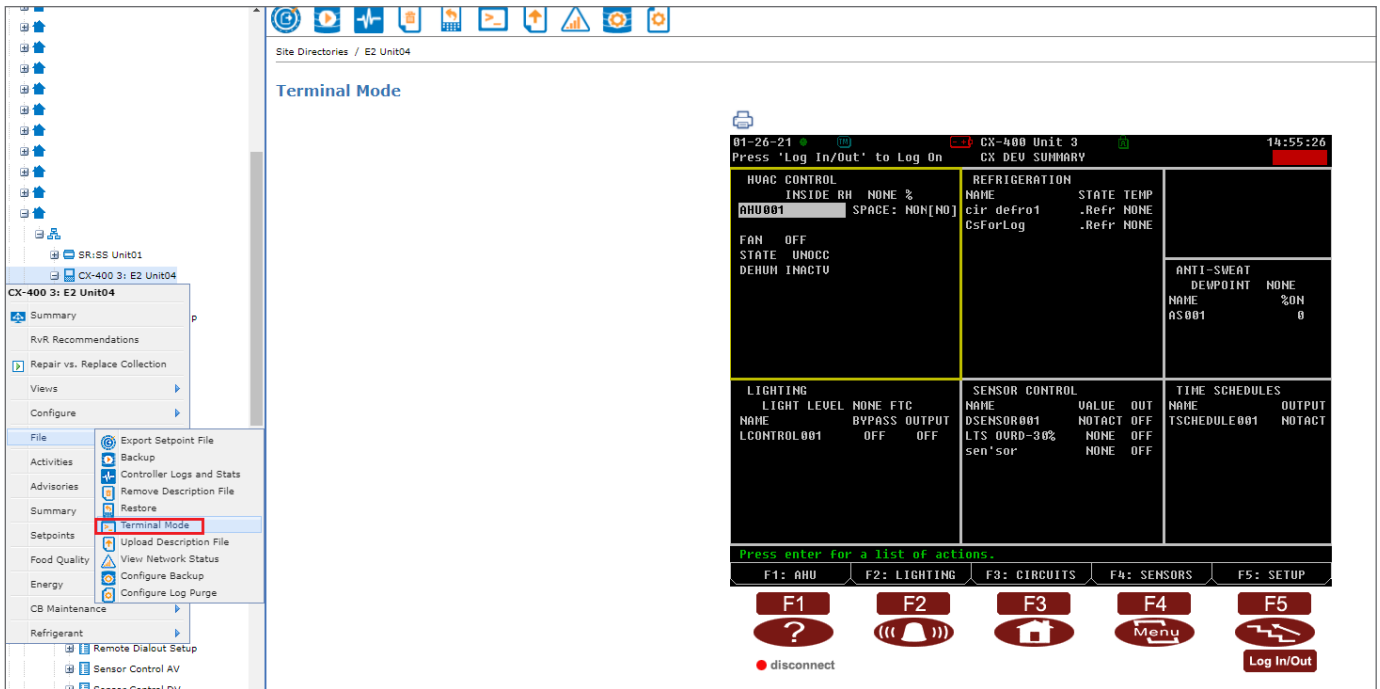 Site Directories / E2 Unit04
Terminal Mode
SR:SS Unit01
CX-400 3: E2 Unit04
CX-400 3: E2 Unit04
Summary
RvR Recommendations
Repair vs. Replace Collection
Views
Configure
File
Activities
Advisories
Summary
Setpoints
Food Quality
Energy
CB Maintenance
Refrigerant
Export Setpoint File
Backup
Controller Logs and Stats
Remove Description File
Restore
Terminal Mode
Upload Description File
View Network Status
Configure Backup
Configure Log Purge
Remote Dialout Setup
Sensor Control AV
Sensor Control DV
01-26-21 CX-400 Unit 3 14:55:26
Press 'Log In/Out' to Log On CX DEV SUMMARY
HVAC CONTROL
INSIDE RH NONE %
AHU001 SPACE: NON[NO]
FAN OFF
STATE UNOCC
DEHUM INACTV
REFRIGERATION
NAME STATE TEMP
cir defro1 .Refr NONE
CsForLog .Refr NONE
ANTI-SWEAT
DEWPOINT NONE
NAME %ON
AS001 0
LIGHTING
LIGHT LEVEL NONE FTC
NAME BYPASS OUTPUT
LCONTROL001 OFF OFF
SENSOR CONTROL
NAME VALUE OUT
DSENSOR001 NOTACT OFF
LTS OVRD-30% NONE OFF
sen'sor NONE OFF
TIME SCHEDULES
NAME OUTPUT
TSCHEDULE001 NOTACT
Press enter for a list of actions.
F1: AHU F2: LIGHTING F3: CIRCUITS F4: SENSORS F5: SETUP
F1 F2 F3 F4 F5
? Menu
disconnect
Log In/Out